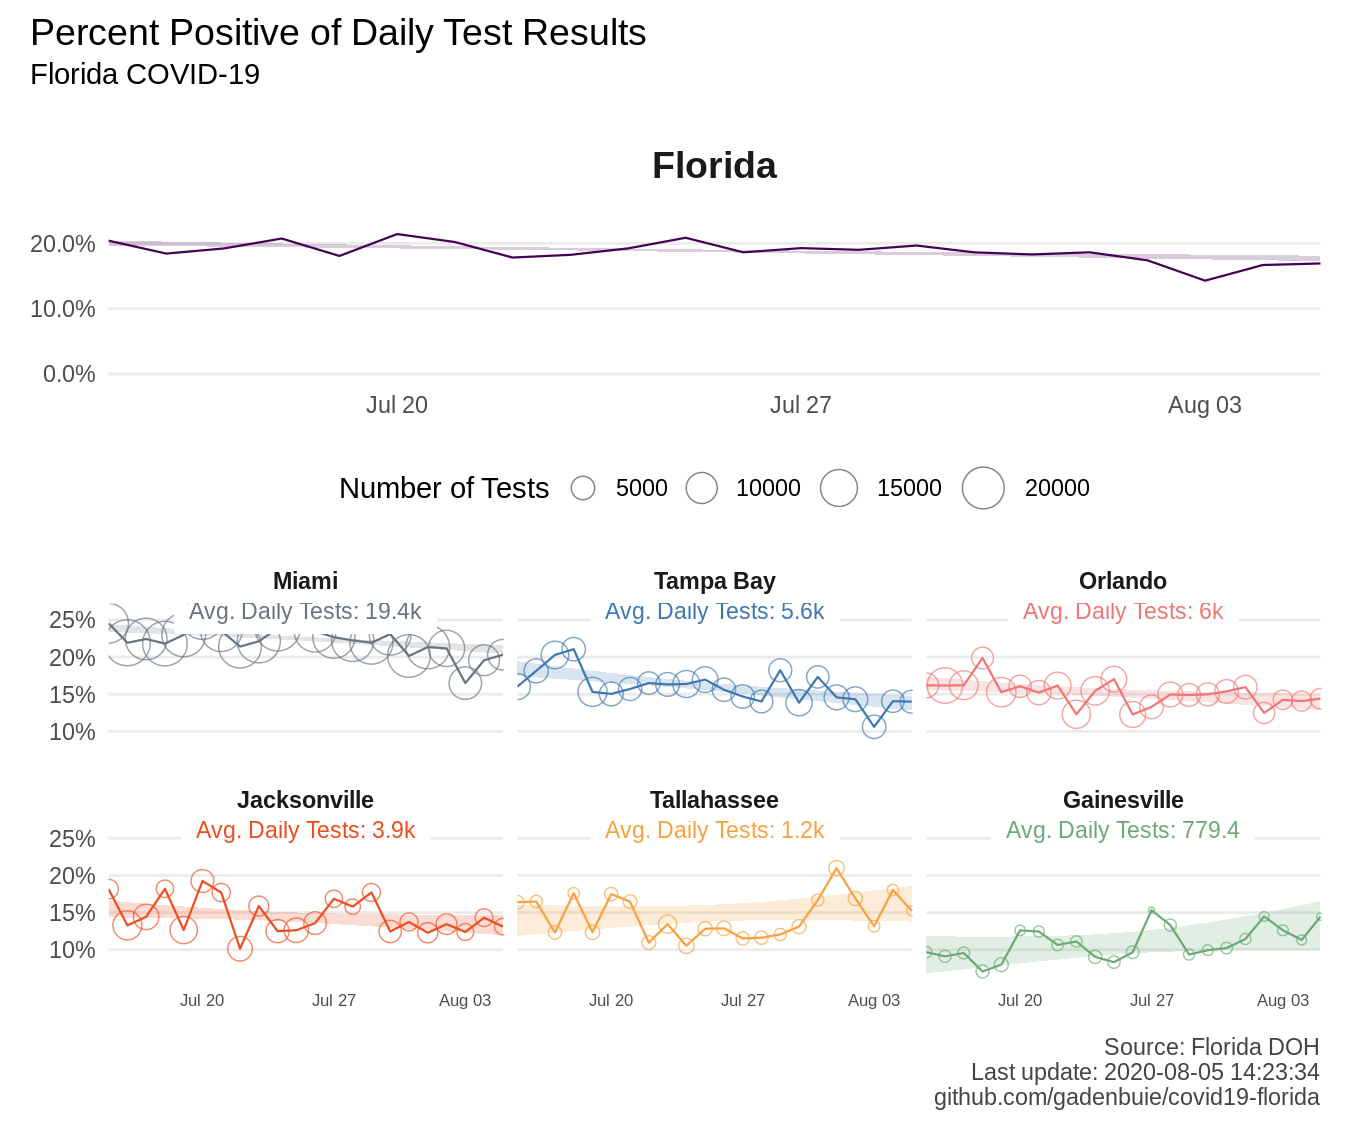 Percent Positive of Daily Test Results
Florida COVID-19
Florida
20.0%
10.0%
0.0%
Jul 20 Jul 27 Aug 03
Number of Tests 5000 10000 15000 20000
Miami Tampa Bay Orlando
Avg. Daily Tests: 19.4k Avg. Daily Tests: 5.6k Avg. Daily Tests: 6k
25%
20%
15%
10%
Jacksonville Tallahassee Gainesville
Avg. Daily Tests: 3.9k Avg. Daily Tests: 1.2k Avg. Daily Tests: 779.4
25%
20%
15%
10%
Jul 20 Jul 27 Aug 03 Jul 20 Jul 27 Aug 03 Jul 20 Jul 27 Aug 03
Source: Florida DOH
Last update: 2020-08-05 14:23:34
github.com/gadenbuie/covid19-florida